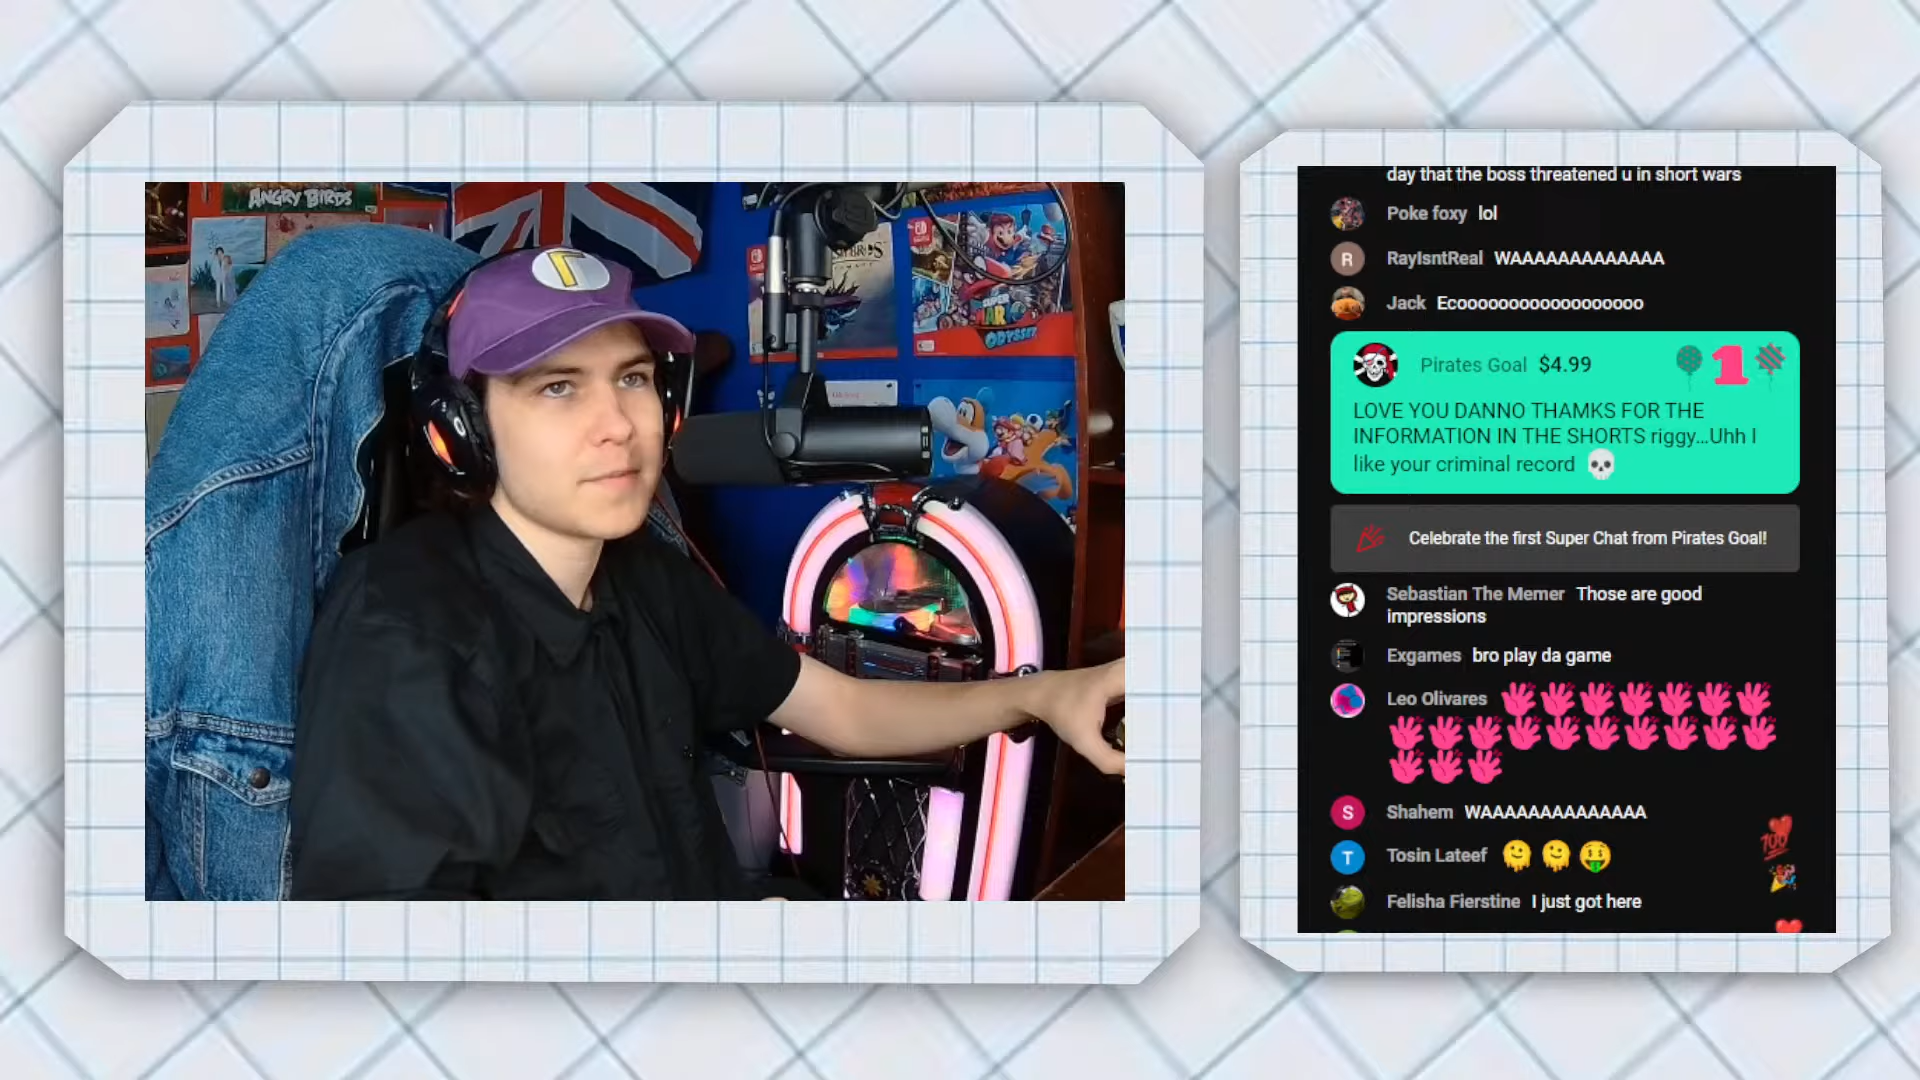 ANGRY BIRDS
SUPER
ODYSSEY
day that the boss threatened u in short wars
Poke foxy lol
R RayIsntReal WAAAAAAAAAAAAA
Jack Ecoooooooooooooooooo
Pirates Goal $4.99 1
LOVE YOU DANNO THAMKS FOR THE
INFORMATION IN THE SHORTS riggy...Uhh I
like your criminal record 💀
Celebrate the first Super Chat from Pirates Goal!
Sebastian The Memer Those are good
impressions
Exgames bro play da game
Leo Olivares
S Shahem WAAAAAAAAAAAAAA
100
T Tosin Lateef 🫠 🫠 🤑
Felisha Fierstine I just got here